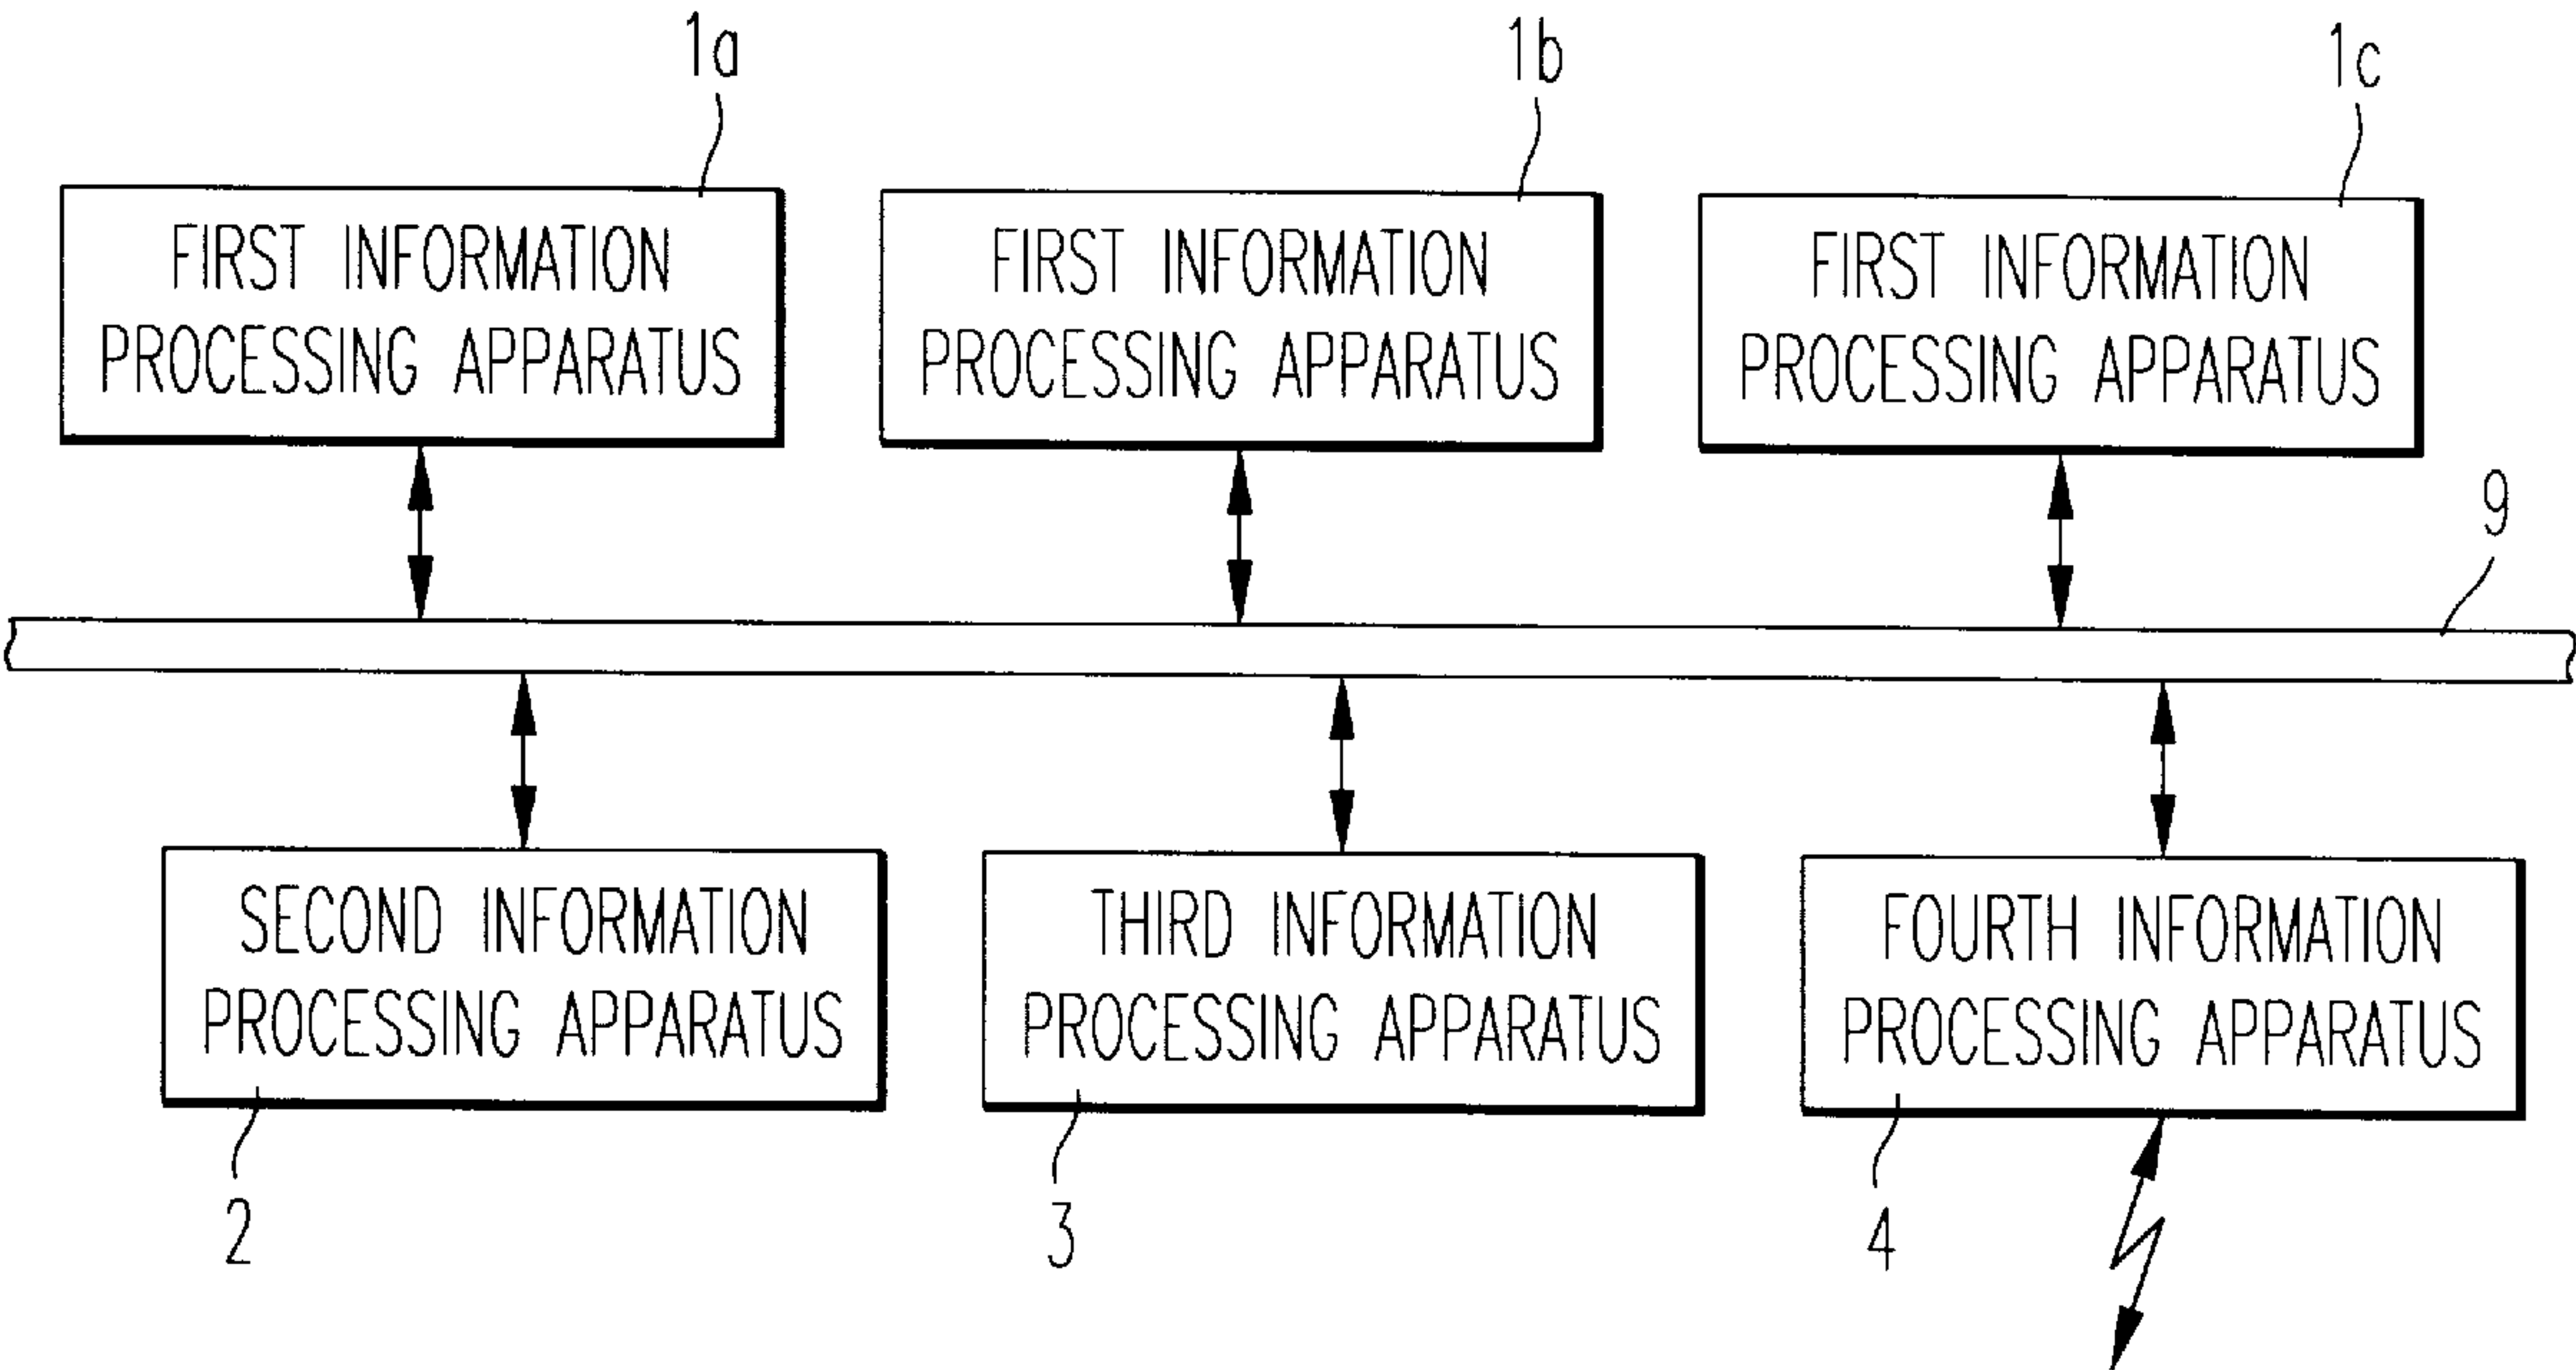 1a
1b
1c
FIRST INFORMATION
PROCESSING APPARATUS
FIRST INFORMATION
PROCESSING APPARATUS
FIRST INFORMATION
PROCESSING APPARATUS
9
SECOND INFORMATION
PROCESSING APPARATUS
THIRD INFORMATION
PROCESSING APPARATUS
FOURTH INFORMATION
PROCESSING APPARATUS
2
3
4